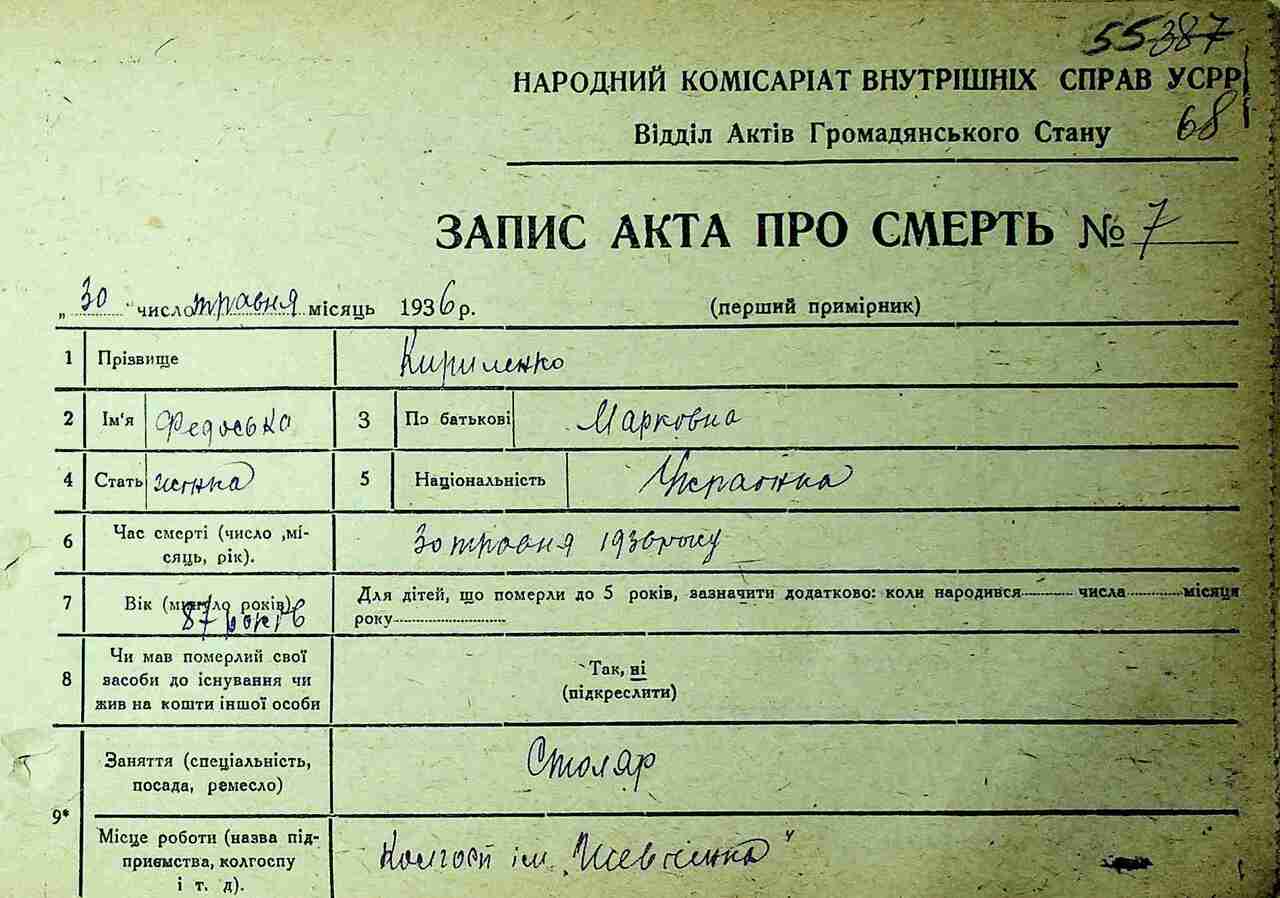 55387
НАРОДНИЙ КОМІСАРІАТ ВНУТРІШНІХ СПРАВ УСРР
68
Відділ Актів Громадянського Стану
ЗАПИС АКТА ПРО СМЕРТЬ № 7
„30" число травня місяць 1936 р. (перший примірник)
1 Прізвище Кириленко
2 Ім'я Федоська 3 По батькові Марковна
4 Стать жінка 5 Національність Українка
6 Час смерті (число ,мі-
сяць, рік). 30 травня 1936 року
7 Вік (минуло років) 87 років
Для дітей, що померли до 5 років, зазначити додатково: коли народився числа місяця
року
8 Чи мав померлий свої
засоби до існування чи
жив на кошти іншої особи
Так, ні
(підкреслити)
9* Заняття (спеціальність,
посада, ремесло) Столяр
Місце роботи (назва під-
приємства, колгоспу
і т. д).
Колгосп ім. „Шевченка"